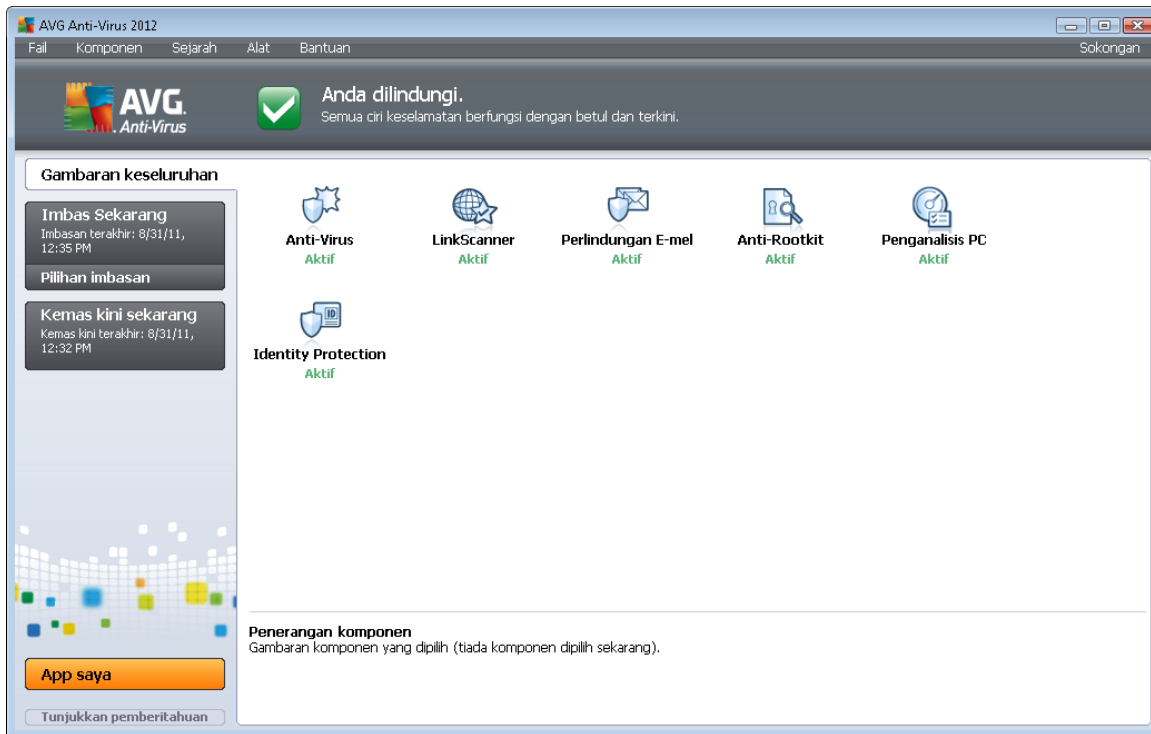 AVG Anti-Virus 2012
Fail Komponen Sejarah Alat Bantuan Sokongan
AVG.
Anti-Virus
Anda dilindungi.
Semua ciri keselamatan berfungsi dengan betul dan terkini.
Gambaran keseluruhan
Imbas Sekarang
Imbasan terakhir: 8/31/11,
12:35 PM
Pilihan imbasan
Kemas kini sekarang
Kemas kini terakhir: 8/31/11,
12:32 PM
Anti-Virus
Aktif
LinkScanner
Aktif
Perlindungan E-mel
Aktif
Anti-Rootkit
Aktif
Penganalisis PC
Aktif
ID
Identity Protection
Aktif
Penerangan komponen
Gambaran komponen yang dipilih (tiada komponen dipilih sekarang).
App saya
Tunjukkan pemberitahuan